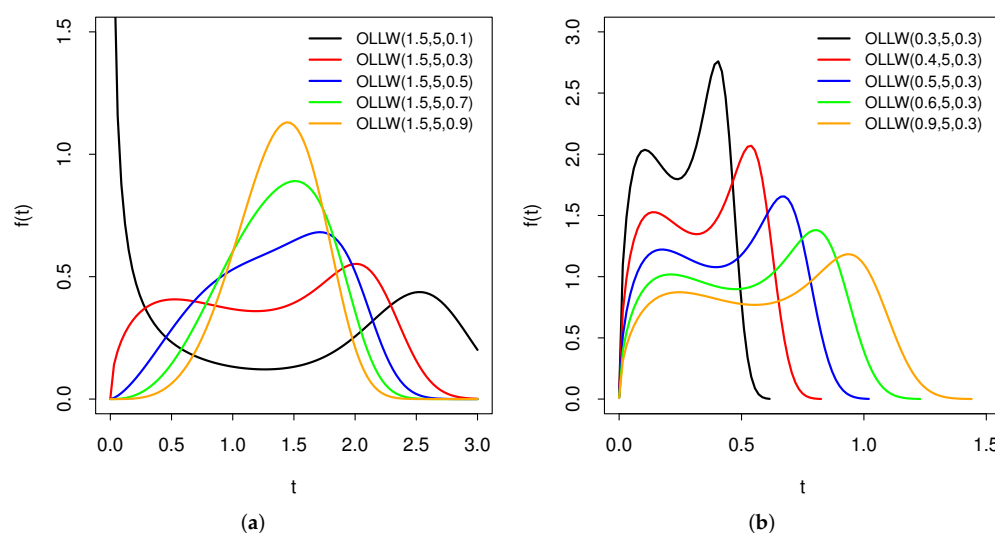 OLLW(1.5,5,0.1)
OLLW(1.5,5,0.3)
OLLW(1.5,5,0.5)
OLLW(1.5,5,0.7)
OLLW(1.5,5,0.9)
1.5
1.0
0.5
0.0
f(t)
0.0 0.5 1.0 1.5 2.0 2.5 3.0
t
(a)
OLLW(0.3,5,0.3)
OLLW(0.4,5,0.3)
OLLW(0.5,5,0.3)
OLLW(0.6,5,0.3)
OLLW(0.9,5,0.3)
3.0
2.5
2.0
1.5
1.0
0.5
0.0
f(t)
0.0 0.5 1.0 1.5
t
(b)